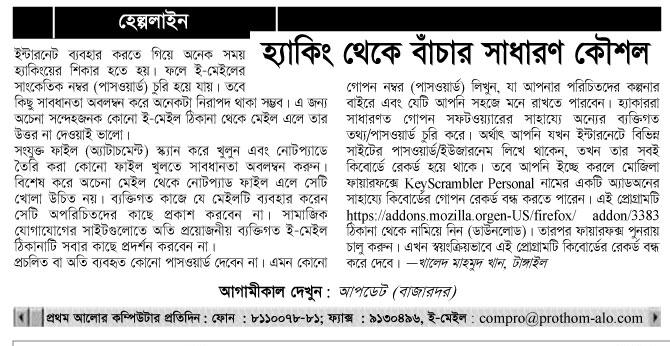 হেল্পলাইন
হ্যাকিং থেকে বাঁচার সাধারণ কৌশল
ইন্টারনেট ব্যবহার করতে গিয়ে অনেক সময়
হ্যাকিংয়ের শিকার হতে হয়। ফলে ই-মেইলের
সাংকেতিক নম্বর (পাসওয়ার্ড) চুরি হয়ে যায়। তবে
কিছু সাবধানতা অবলম্বন করে অনেকটা নিরাপদ থাকা সম্ভব। এ জন্য
অচেনা সন্দেহজনক কোনো ই-মেইল ঠিকানা থেকে মেইল এলে তার
উত্তর না দেওয়াই ভালো।
সংযুক্ত ফাইল (অ্যাটাচমেন্ট) স্ক্যান করে খুলুন এবং নোটপ্যাডে
তৈরি করা কোনো ফাইল খুলতে সাবধানতা অবলম্বন করুন।
বিশেষ করে অচেনা মেইল থেকে নোটপ্যাড ফাইল এলে সেটি
খোলা উচিত নয়। ব্যক্তিগত কাজে যে মেইলটি ব্যবহার করেন
সেটি অপরিচিতদের কাছে প্রকাশ করবেন না। সামাজিক
যোগাযোগের সাইটগুলোতে অতি প্রয়োজনীয় ব্যক্তিগত ই-মেইল
ঠিকানাটি সবার কাছে প্রদর্শন করবেন না।
প্রচলিত বা অতি ব্যবহৃত কোনো পাসওয়ার্ড দেবেন না। এমন কোনো
গোপন নম্বর (পাসওয়ার্ড) লিখুন, যা আপনার পরিচিতদের কল্পনার
বাইরে এবং যেটি আপনি সহজে মনে রাখতে পারবেন। হ্যাকাররা
সাধারণত গোপন সফটওয়্যারের সাহায্যে অন্যের ব্যক্তিগত
তথ্য/পাসওয়ার্ড চুরি করে। অর্থাৎ আপনি যখন ইন্টারনেটে বিভিন্ন
সাইটের পাসওয়ার্ড/ইউজারনেম লিখে থাকেন, তখন তার সবই
কিবোর্ডে রেকর্ড হয়ে থাকে। তবে আপনি ইচ্ছে করলে মোজিলা
ফায়ারফক্সে KeyScrambler Personal নামের একটি অ্যাডঅনের
সাহায্যে কিবোর্ডের গোপন রেকর্ড বন্ধ করতে পারেন। এই প্রোগ্রামটি
https://addons.mozilla.orgen-US/firefox/ addon/3383
ঠিকানা থেকে নামিয়ে নিন (ডাউনলোড)। তারপর ফায়ারফক্স পুনরায়
চালু করুন। এখন স্বয়ংক্রিয়ভাবে এই প্রোগ্রামটি কিবোর্ডের রেকর্ড বন্ধ
করে দেবে। —খালেদ মাহমুদ খান, টাঙ্গাইল
আগামীকাল দেখুন : আপডেট (বাজারদর)
প্রথম আলোর কম্পিউটার প্রতিদিন : ফোন : ৮১১০০৭৮-৮১; ফ্যাক্স : ৯১৩০৪৯৬, ই-মেইল : compro@prothom-alo.com